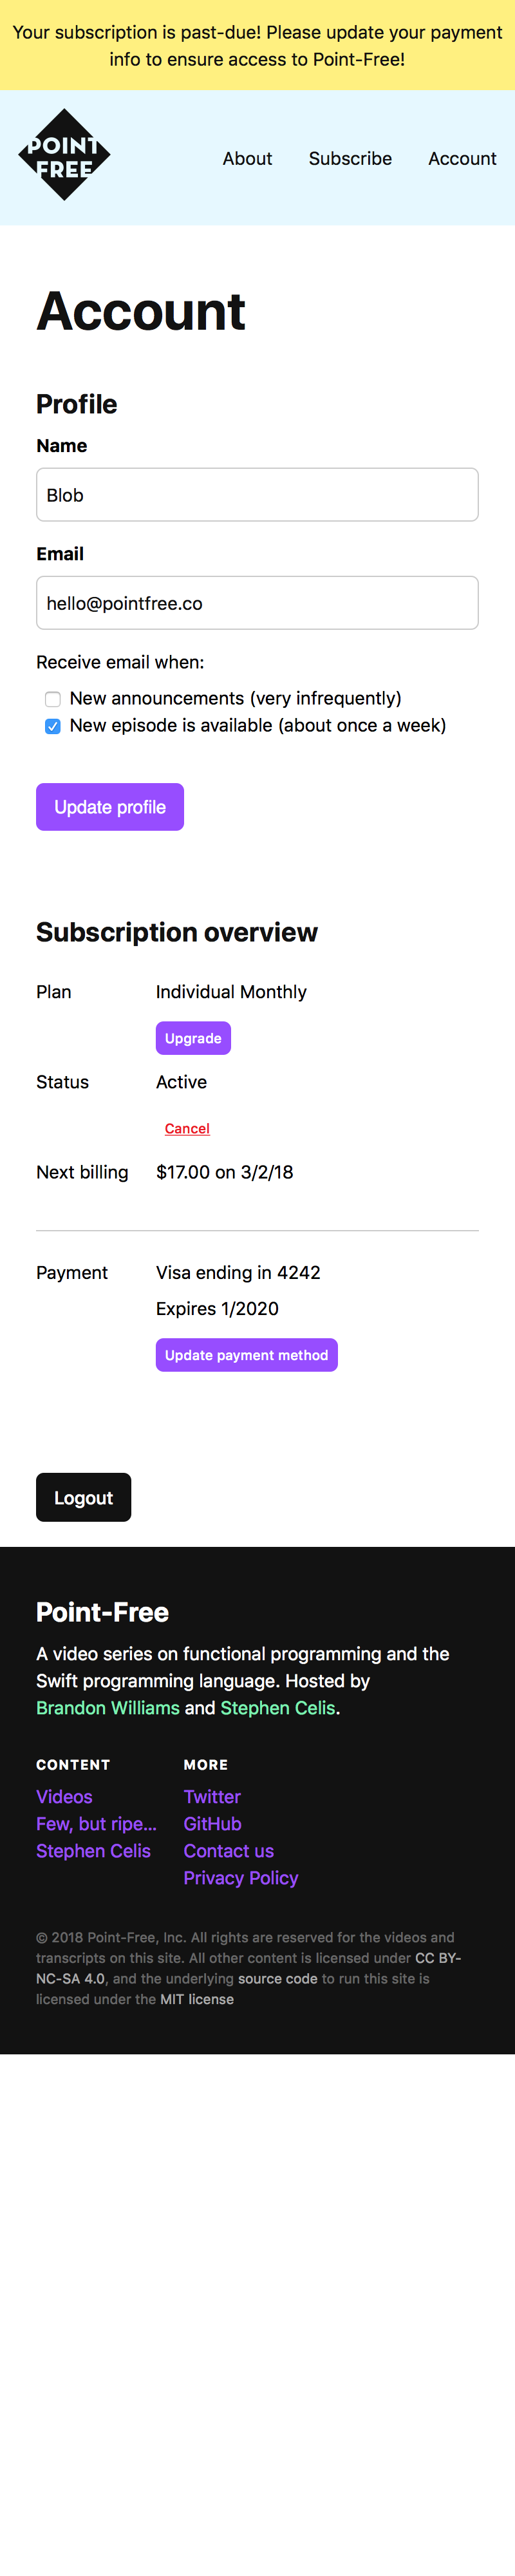 Your subscription is past-due! Please update your payment
info to ensure access to Point-Free!
POINT
FREE
About Subscribe Account
Account
Profile
Name
Blob
Email
hello@pointfree.co
Receive email when:
New announcements (very infrequently)
New episode is available (about once a week)
Update profile
Subscription overview
Plan Individual Monthly
Upgrade
Status Active
Cancel
Next billing $17.00 on 3/2/18
Payment Visa ending in 4242
Expires 1/2020
Update payment method
Logout
Point-Free
A video series on functional programming and the
Swift programming language. Hosted by
Brandon Williams and Stephen Celis.
CONTENT MORE
Videos Twitter
Few, but ripe... GitHub
Stephen Celis Contact us
Privacy Policy
© 2018 Point-Free, Inc. All rights are reserved for the videos and
transcripts on this site. All other content is licensed under CC BY-
NC-SA 4.0, and the underlying source code to run this site is
licensed under the MIT license